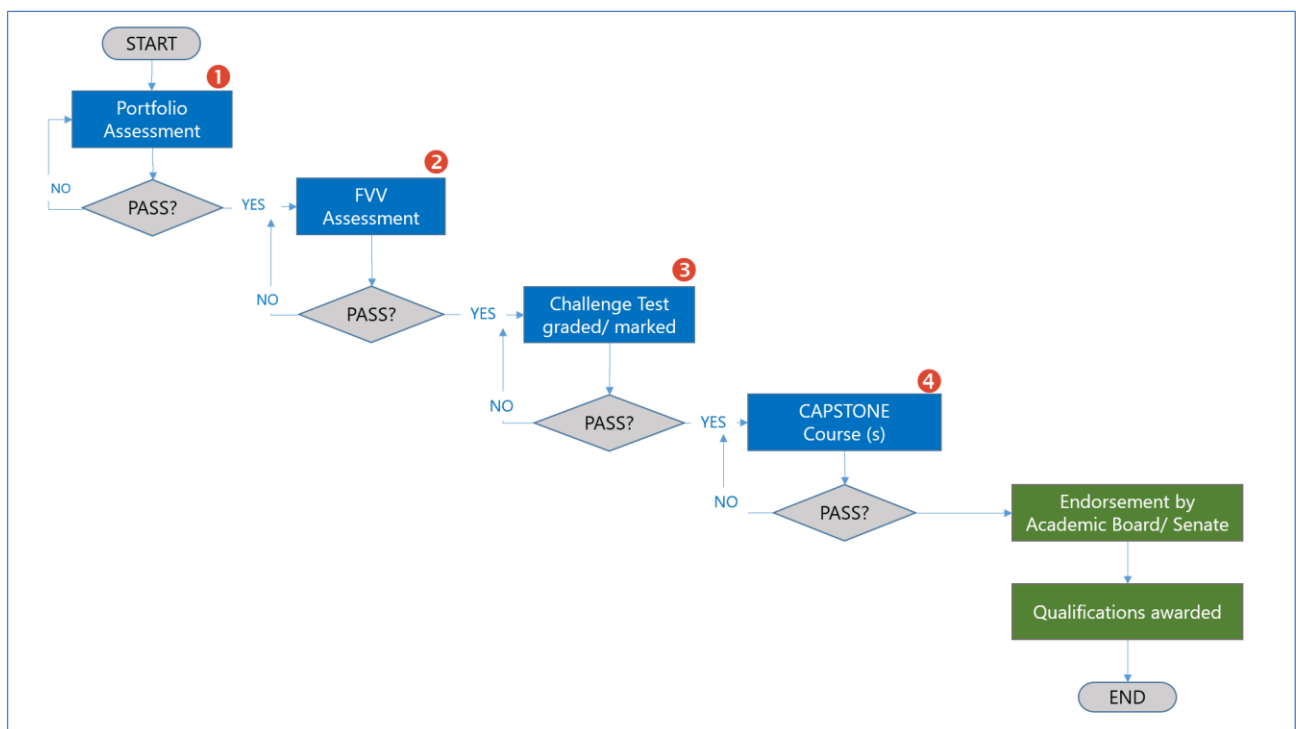 START
1
Portfolio
Assessment
NO
PASS?
YES
2
FVV
Assessment
NO
PASS?
YES
3
Challenge Test
graded/ marked
NO
PASS?
YES
4
CAPSTONE
Course (s)
NO
PASS?
Endorsement by
Academic Board/ Senate
Qualifications awarded
END